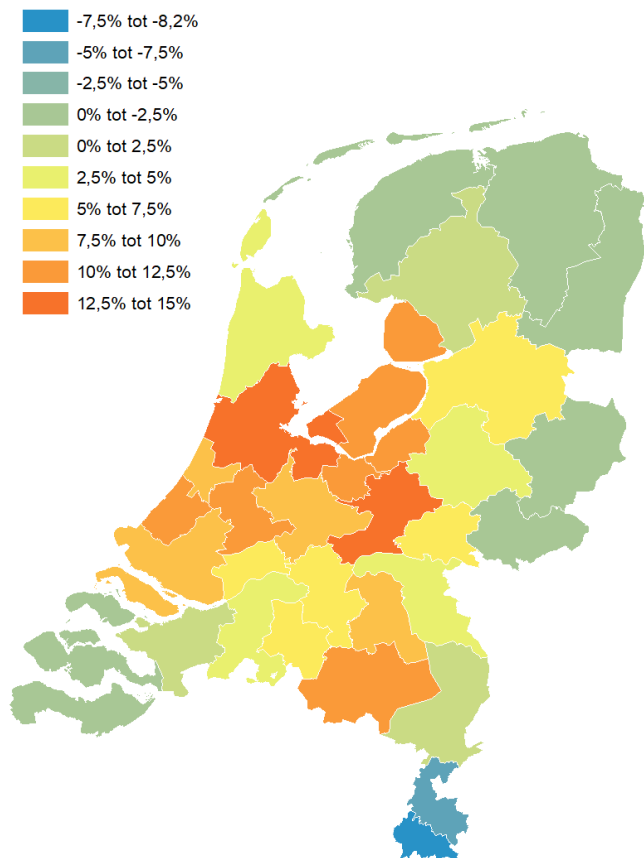 -7,5% tot -8,2%
-5% tot -7,5%
-2,5% tot -5%
0% tot -2,5%
0% tot 2,5%
2,5% tot 5%
5% tot 7,5%
7,5% tot 10%
10% tot 12,5%
12,5% tot 15%